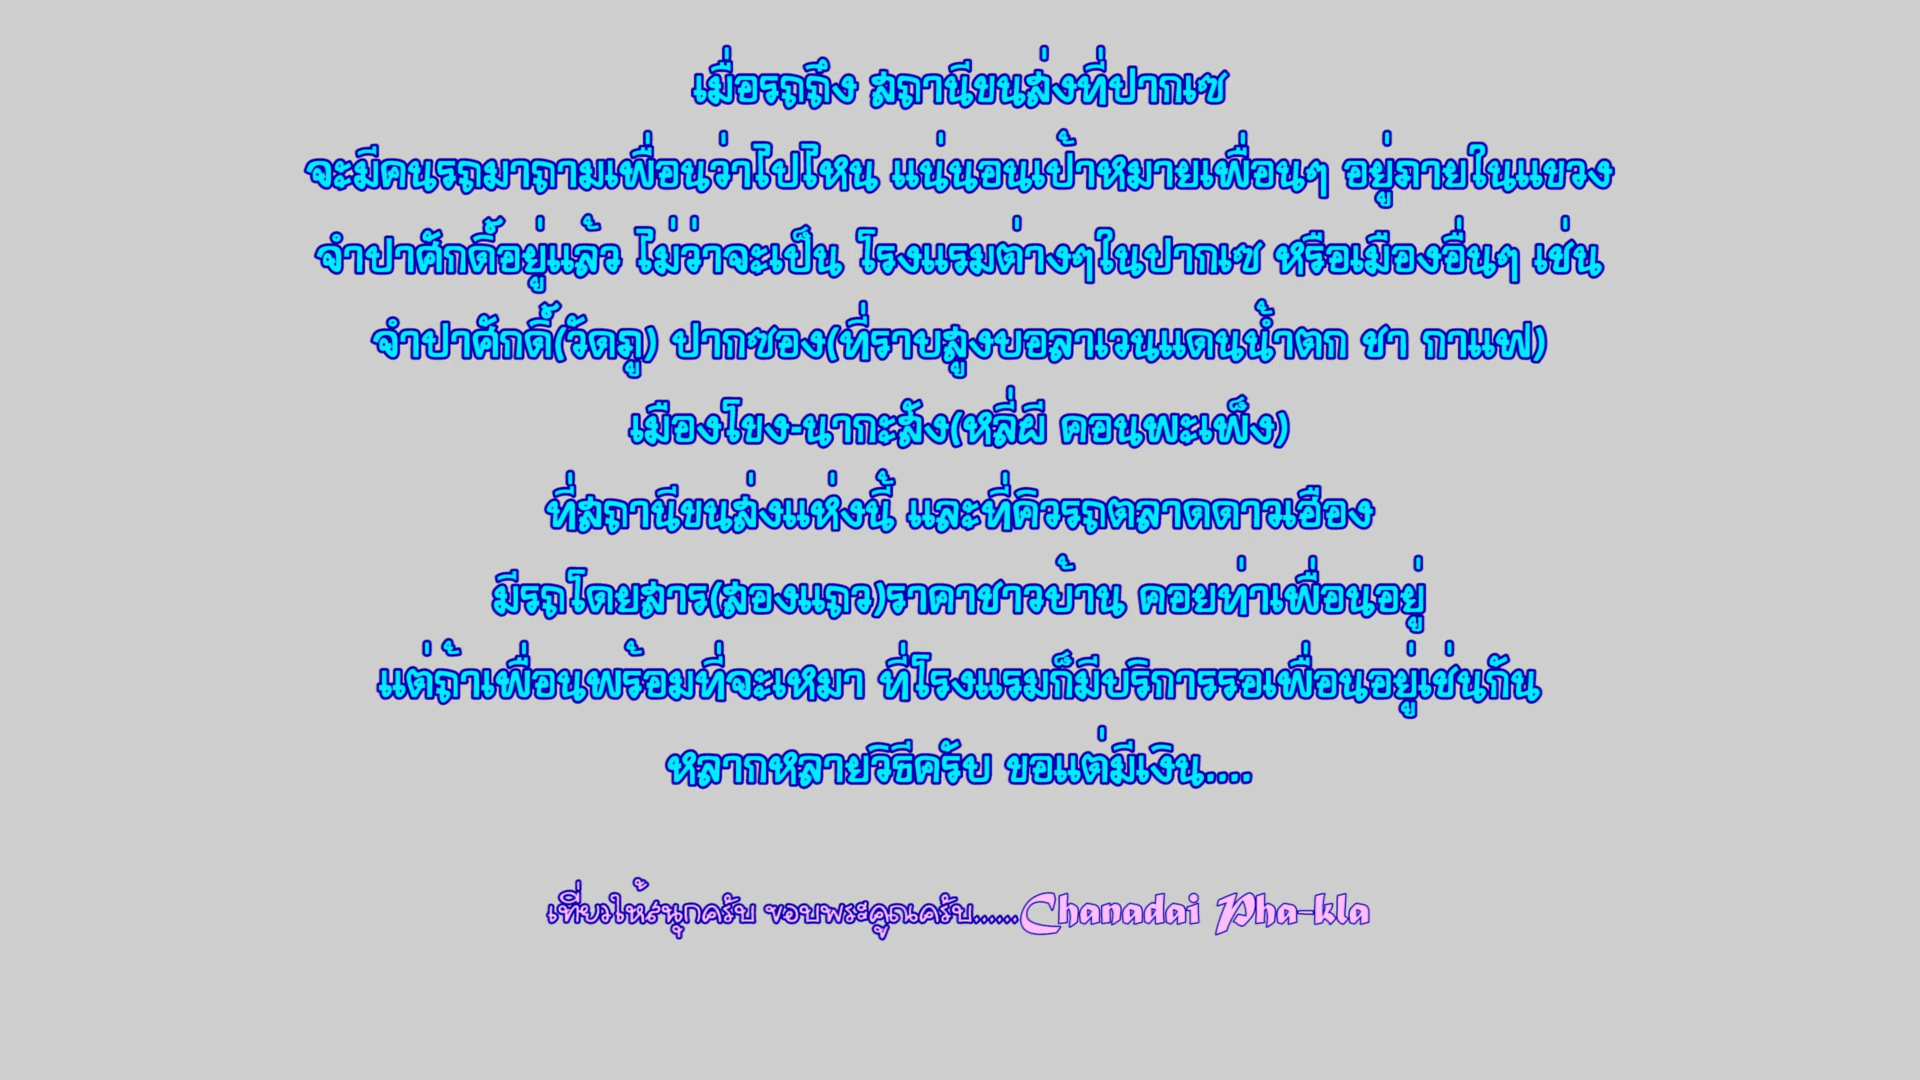 เมื่อรถถึง สถานีขนส่งที่ปากเซ
จะมีคนรถมาถามเพื่อนว่าไปไหน แน่นอนเป้าหมายเพื่อนๆ อยู่ภายในแขวง
จำปาศักดิ์อยู่แล้ว ไม่ว่าจะเป็น โรงแรมต่างๆในปากเซ หรือเมืองอื่นๆ เช่น
จำปาศักดิ์(วัดภู) ปากซอง(ที่ราบสูงบอลาเวนแดนน้ำตก ชา กาแฟ)
เมืองโขง-นากะสัง(หลี่ผี คอนพะเพ็ง)
ที่สถานีขนส่งแห่งนี้ และที่คิวรถตลาดดาวเฮือง
มีรถโดยสาร(สองแถว)ราคาชาวบ้าน คอยท่าเพื่อนอยู่
แต่ถ้าเพื่อนพร้อมที่จะเหมา ที่โรงแรมก็มีบริการรอเพื่อนอยู่เช่นกัน
หลากหลายวิธีครับ ขอแต่มีเงิน....
เที่ยวให้สนุกครับ ขอบพระคูณครับ......Chanadai Pha-kla